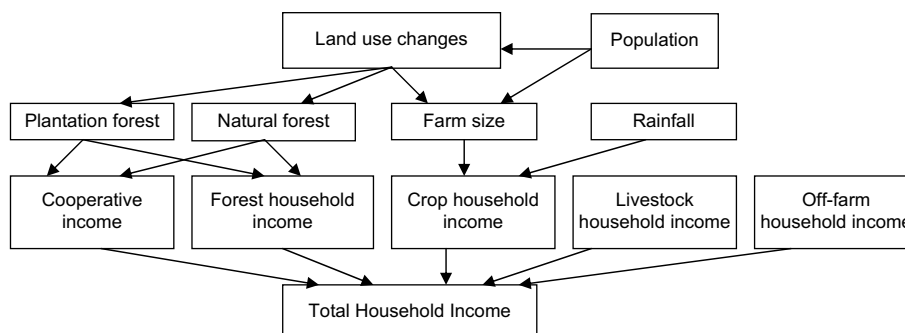 Land use changes
Population
Plantation forest
Natural forest
Farm size
Rainfall
Cooperative
income
Forest household
income
Crop household
income
Livestock
household income
Off-farm
household income
Total Household Income